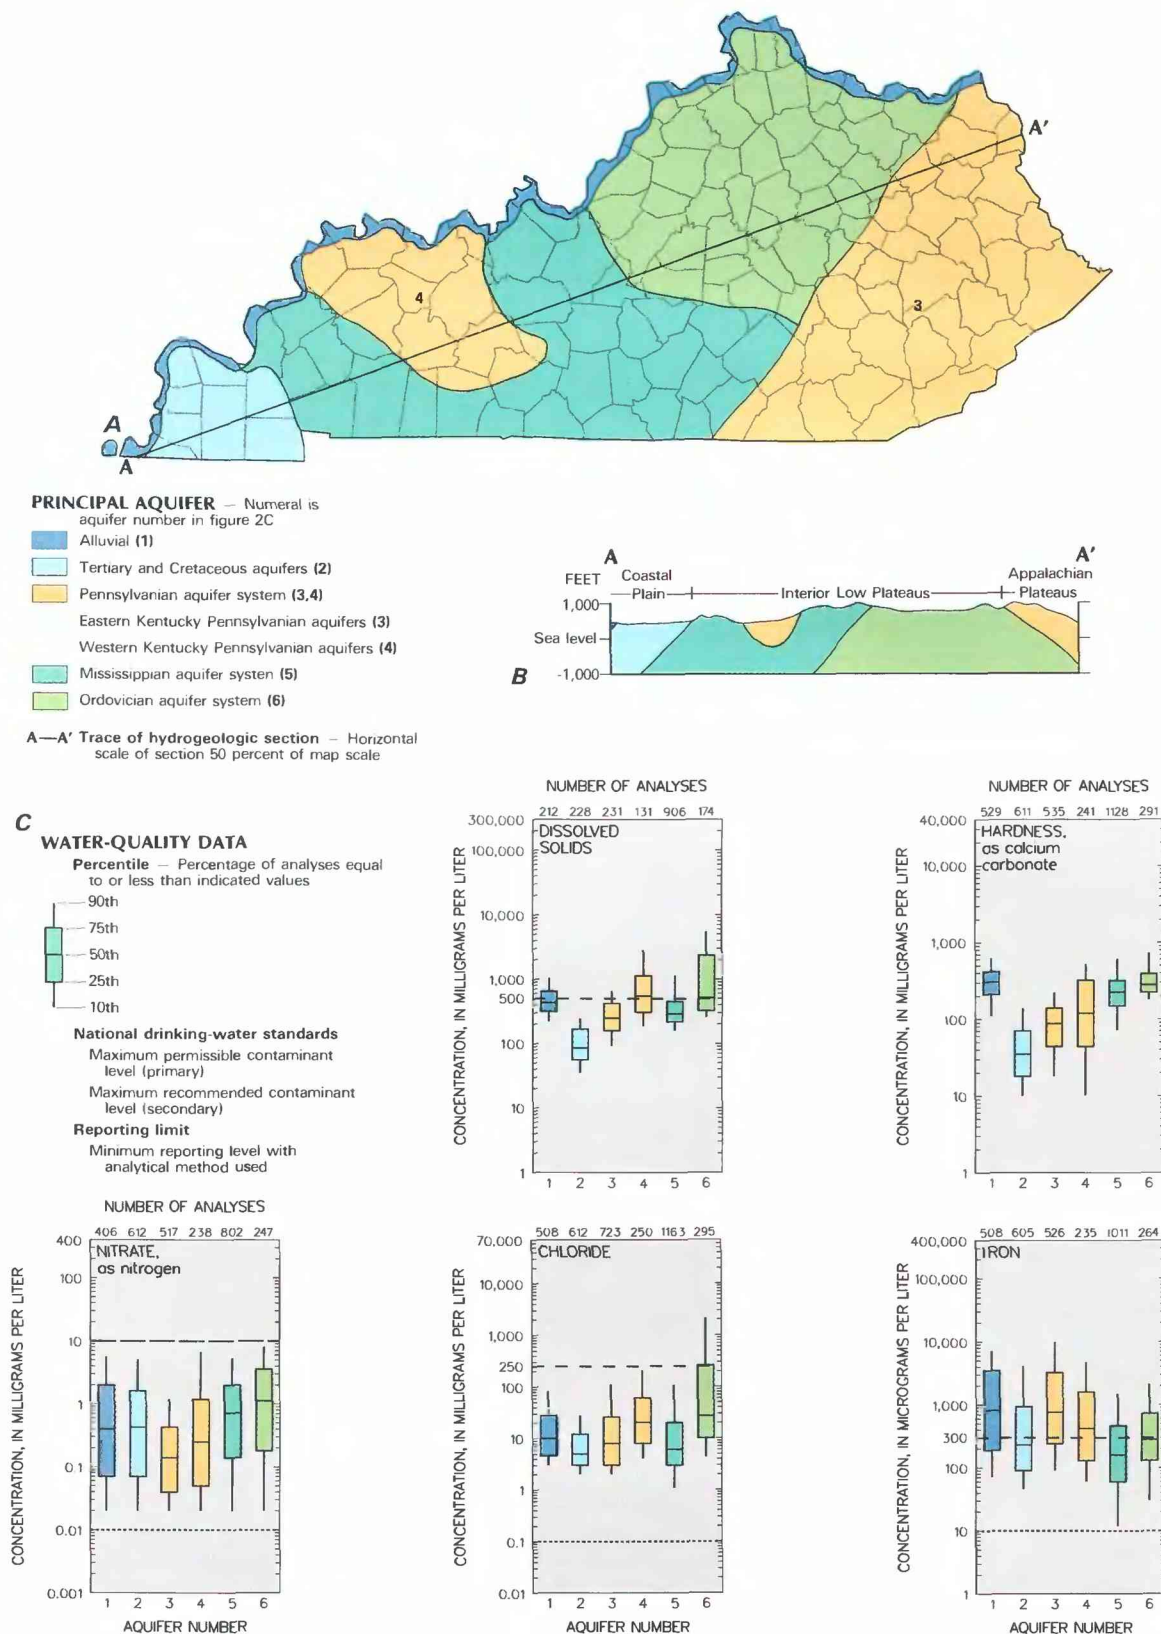 A'
4
3
A
A
PRINCIPAL AQUIFER — Numeral is
aquifer number in figure 2C
Alluvial (1)
Tertiary and Cretaceous aquifers (2)
Pennsylvanian aquifer system (3,4)
Eastern Kentucky Pennsylvanian aquifers (3)
Western Kentucky Pennsylvanian aquifers (4)
Mississippian aquifer systen (5)
Ordovician aquifer system (6)
A—A' Trace of hydrogeologic section — Horizontal
scale of section 50 percent of map scale
A A'
FEET Coastal Plain Interior Low Plateaus Appalachian Plateaus
1,000
Sea level
-1,000
B
C
WATER-QUALITY DATA
Percentile — Percentage of analyses equal
to or less than indicated values
90th
75th
50th
25th
10th
National drinking-water standards
Maximum permissible contaminant
level (primary)
Maximum recommended contaminant
level (secondary)
Reporting limit
Minimum reporting level with
analytical method used
NUMBER OF ANALYSES
212 228 231 131 906 174
DISSOLVED
SOLIDS
CONCENTRATION, IN MILLIGRAMS PER LITER
300,000
100,000
10,000
1,000
500
100
10
1
1 2 3 4 5 6
NUMBER OF ANALYSES
529 611 535 241 1128 291
HARDNESS,
as calcium
carbonate
CONCENTRATION, IN MILLIGRAMS PER LITER
40,000
10,000
1,000
100
10
1
1 2 3 4 5 6
NUMBER OF ANALYSES
406 612 517 238 802 247
NITRATE,
as nitrogen
CONCENTRATION, IN MILLIGRAMS PER LITER
400
100
10
1
0.1
0.01
0.001
1 2 3 4 5 6
AQUIFER NUMBER
508 612 723 250 1163 295
CHLORIDE
CONCENTRATION, IN MILLIGRAMS PER LITER
70,000
10,000
1,000
250
100
10
1
0.1
0.01
1 2 3 4 5 6
AQUIFER NUMBER
508 605 526 235 1011 264
IRON
CONCENTRATION, IN MICROGRAMS PER LITER
400,000
100,000
10,000
1,000
300
100
10
1
1 2 3 4 5 6
AQUIFER NUMBER